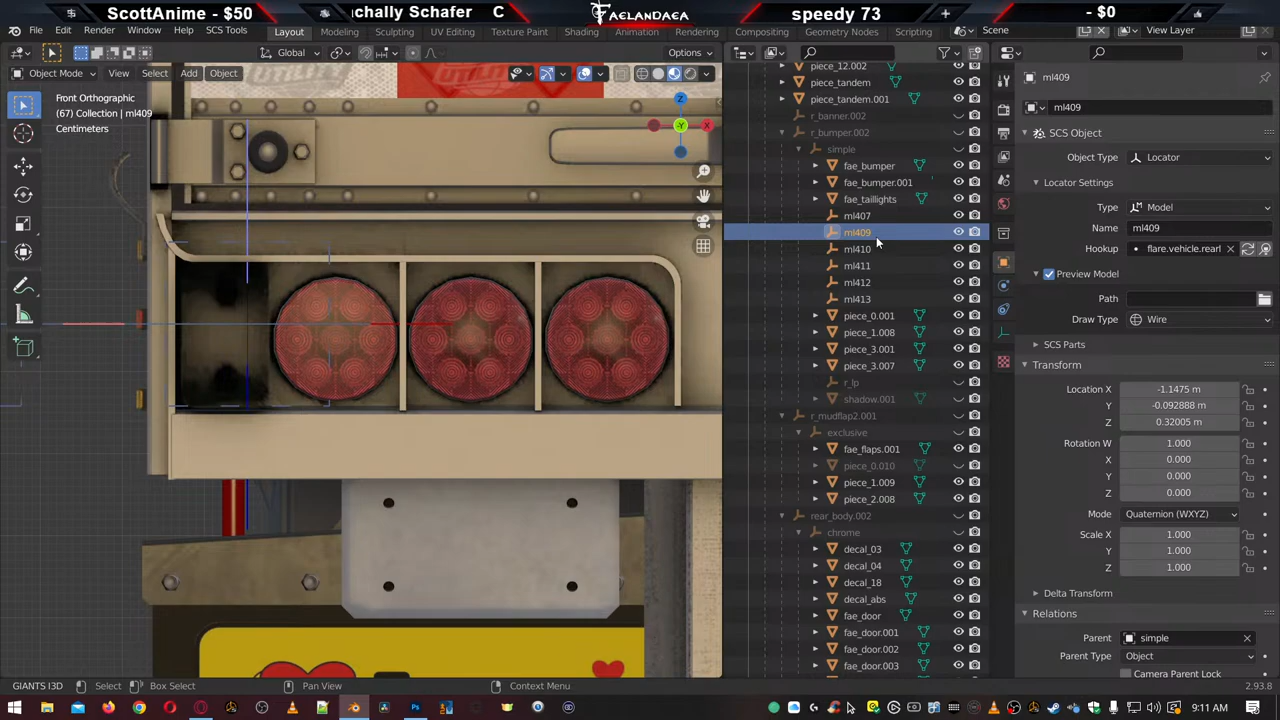 ScottAnime - $50
chally Schafer
C
FAELANDAEA
speedy 73
- $0
File
Edit
Render
Window
Help
SCS Tools
Layout
Modeling
Sculpting
UV Editing
Texture Paint
Shading
Animation
Rendering
Compositing
Geometry Nodes
Scripting
Scene
View Layer
Object Mode
View
Select
Add
Object
Global
Options
Front Orthographic
(67) Collection | ml409
Centimeters
UTILITY
Z
X
-Y
piece_12.002
piece_tandem
piece_tandem.001
r_banner.002
r_bumper.002
simple
fae_bumper
fae_bumper.001
fae_taillights
ml407
ml409
ml410
ml411
ml412
ml413
piece_0.001
piece_1.008
piece_3.001
piece_3.007
r_lp
shadow.001
r_mudflap2.001
exclusive
fae_flaps.001
piece_0.010
piece_1.009
piece_2.008
rear_body.002
chrome
decal_03
decal_04
decal_18
decal_abs
fae_door
fae_door.001
fae_door.002
fae_door.003
ml409
ml409
SCS Object
Object Type
Locator
Locator Settings
Type
Model
Name
ml409
Hookup
flare.vehicle.rearl
Preview Model
Path
Draw Type
Wire
SCS Parts
Transform
Location X
-1.1475 m
Y
-0.092888 m
Z
0.32005 m
Rotation W
1.000
X
0.000
Y
0.000
Z
0.000
Mode
Quaternion (WXYZ)
Scale X
1.000
Y
1.000
Z
1.000
Delta Transform
Relations
Parent
simple
Parent Type
Object
Camera Parent Lock
GIANTS I3D
Select
Box Select
Pan View
Context Menu
2.93.8
9:11 AM